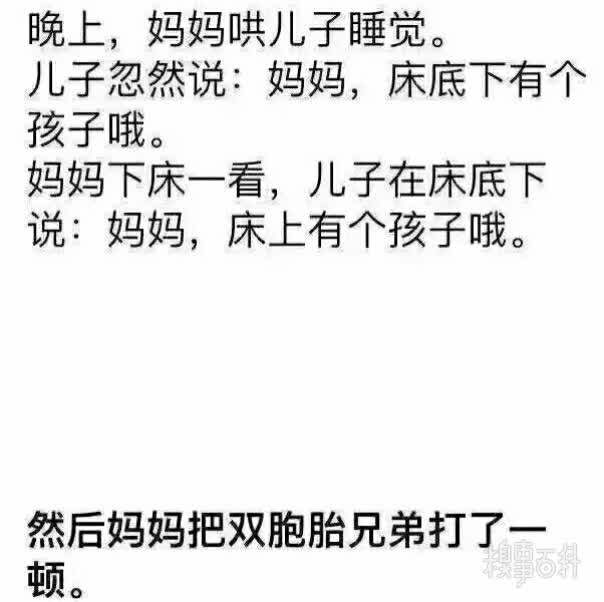 晚上，妈妈哄儿子睡觉。
儿子忽然说：妈妈，床底下有个
孩子哦。
妈妈下床一看，儿子在床底下
说：妈妈，床上有个孩子哦。
然后妈妈把双胞胎兄弟打了一
顿。
糗事百科